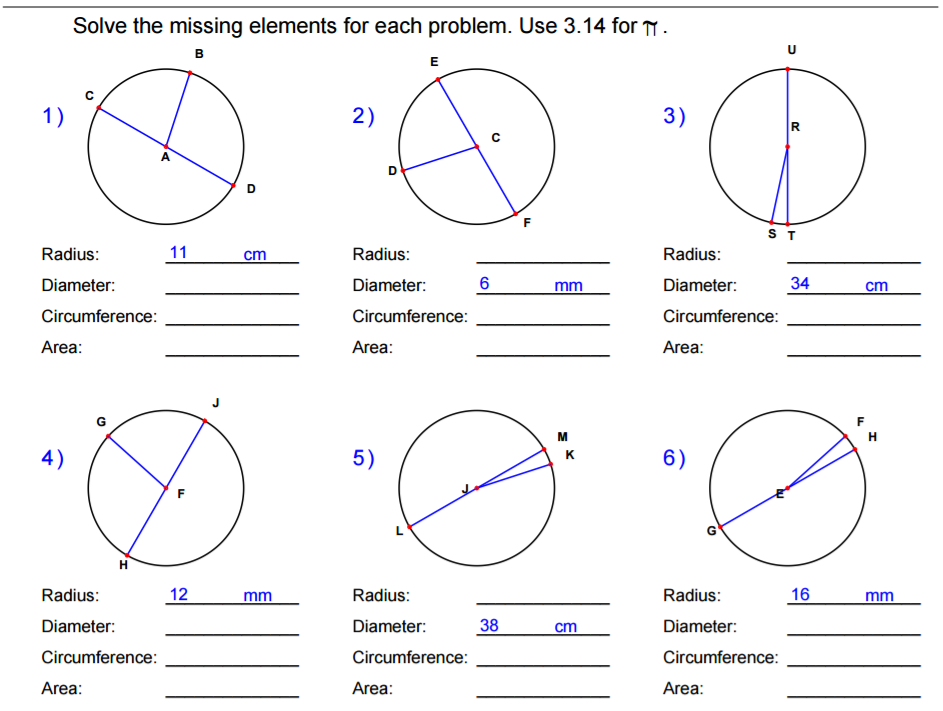 Solve the missing elements for each problem. Use 3.14 for π .
B
C
A
D
1)
E
C
D
F
2)
U
R
S T
3)
Radius: 11 cm
Diameter:
Circumference:
Area:
Radius:
Diameter: 6 mm
Circumference:
Area:
Radius:
Diameter: 34 cm
Circumference:
Area:
J
G
F
H
4)
M
K
J
L
5)
F
H
E
G
6)
Radius: 12 mm
Diameter:
Circumference:
Area:
Radius:
Diameter: 38 cm
Circumference:
Area:
Radius: 16 mm
Diameter:
Circumference:
Area: